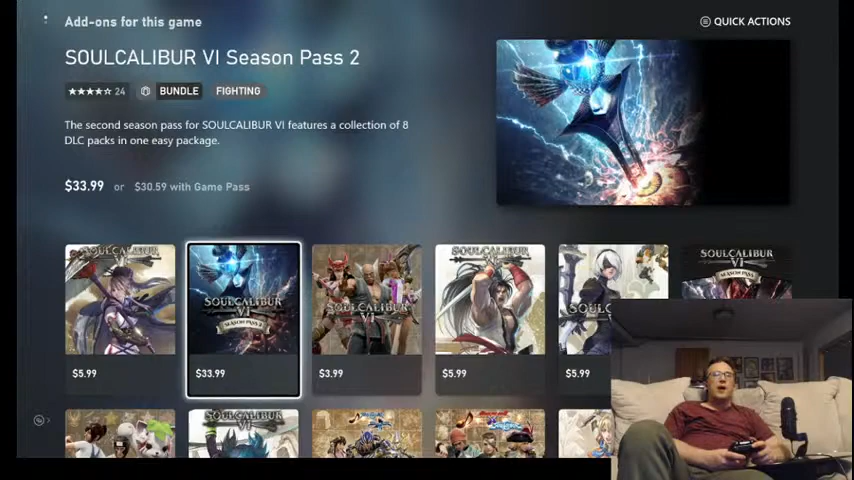 Add-ons for this game
QUICK ACTIONS
SOULCALIBUR VI Season Pass 2
24
BUNDLE
FIGHTING
The second season pass for SOULCALIBUR VI features a collection of 8
DLC packs in one easy package.
$33.99 or $30.59 with Game Pass
SOULCALIBUR
VI
SOULCALIBUR
VI
SEASON PASS 2
SOULCALIBUR
VI
SOULCALIBUR
VI
SOULC
SOULCALIBUR
VI
SEASON PASS
$5.99
$33.99
$3.99
$5.99
$5.99
SOULCALIBUR
VI